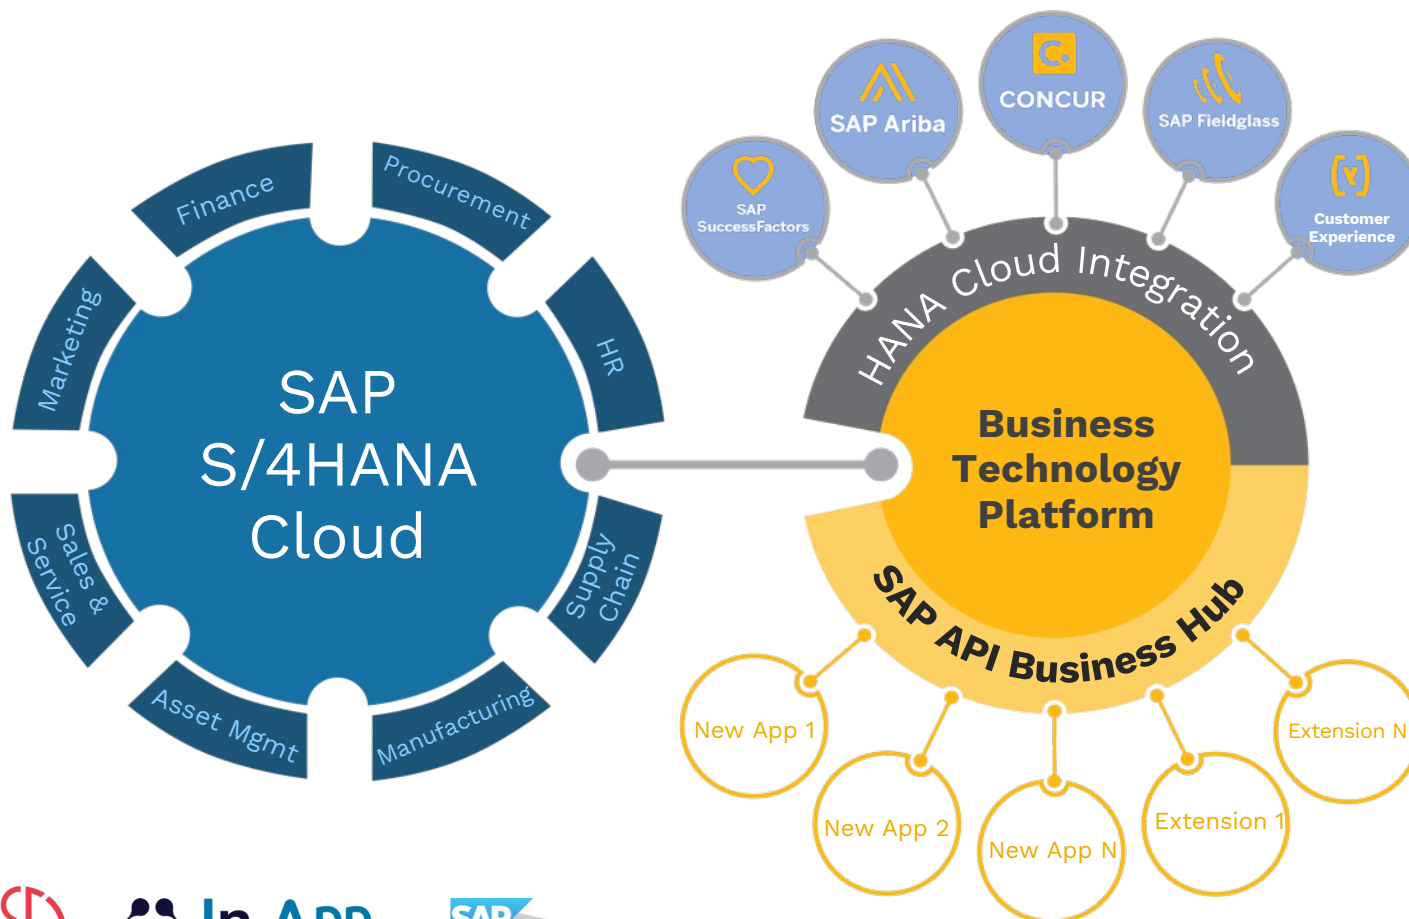 Finance
Procurement
Marketing
HR
SAP
S/4HANA
Cloud
Sales &
Service
Supply
Chain
Asset Mgmt
Manufacturing
SAP
SuccessFactors
SAP Ariba
C.
CONCUR
SAP Fieldglass
Customer
Experience
HANA Cloud Integration
Business
Technology
Platform
SAP API Business Hub
New App 1
New App 2
New App N
Extension 1
Extension N
InApp
SAP